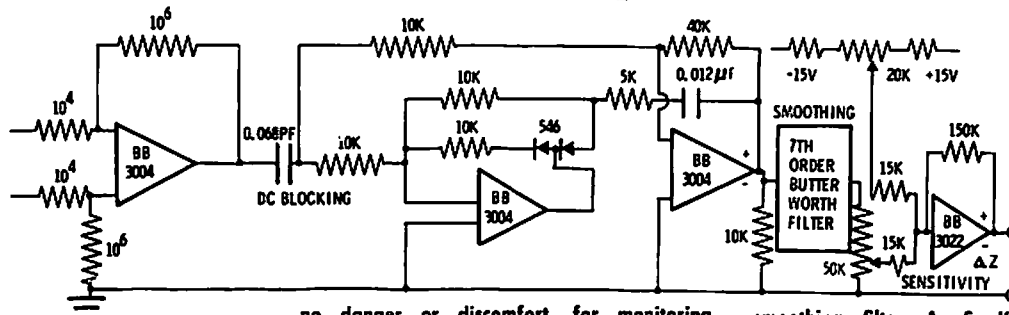 10⁶
10⁴
10⁴
10⁶
BB
3004
0.068PF
DC BLOCKING
10K
10K
10K
10K
546
BB
3004
5K
40K
0.012μf
BB
3004
+
-
10K
SMOOTHING
7TH
ORDER
BUTTER
WORTH
FILTER
50K
-15V
20K
+15V
15K
15K
150K
BB
3022
+
-
ΔZ
SENSITIVITY
no danger or discomfort, for monitoring